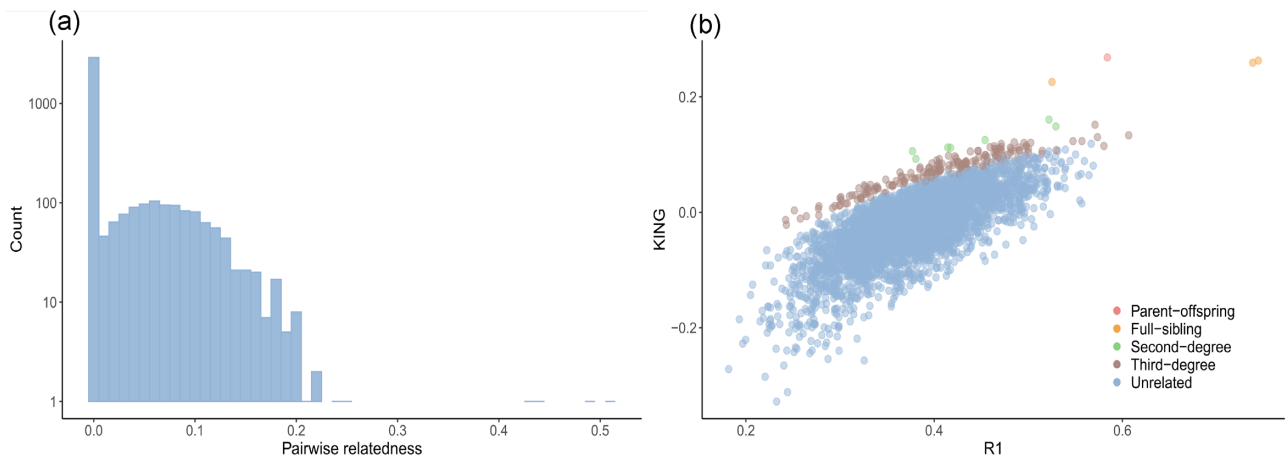 (a)
Count
1000
100
10
1
0.0 0.1 0.2 0.3 0.4 0.5
Pairwise relatedness
(b)
KING
0.2
0.0
−0.2
0.2 0.4 0.6
R1
Parent−offspring
Full−sibling
Second−degree
Third−degree
Unrelated